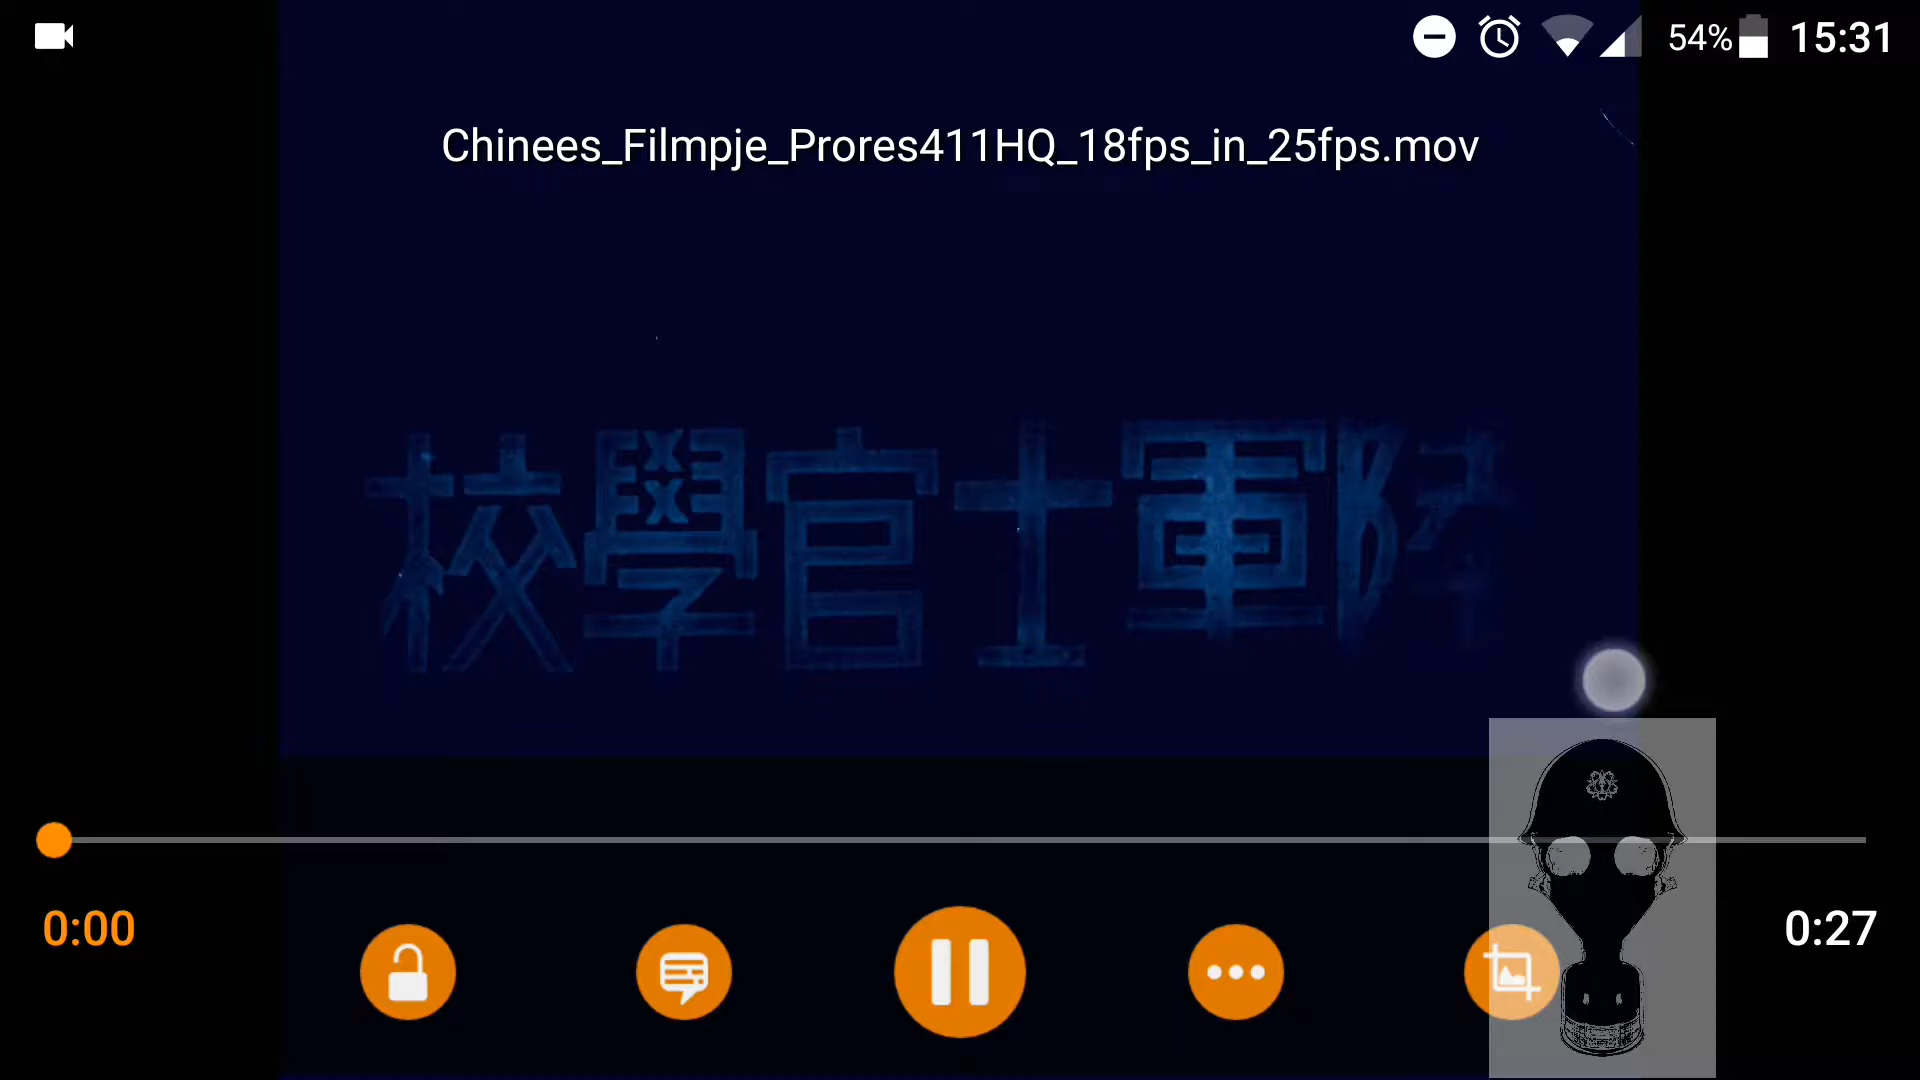 54% 15:31
Chinees_Filmpje_Prores411HQ_18fps_in_25fps.mov
校學官士軍陸
0:00
0:27